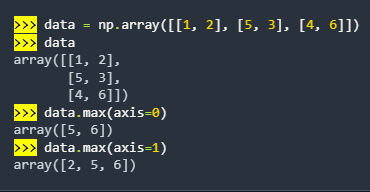 >>> data = np.array([[1, 2], [5, 3], [4, 6]])
>>> data
array([[1, 2],
       [5, 3],
       [4, 6]])
>>> data.max(axis=0)
array([5, 6])
>>> data.max(axis=1)
array([2, 5, 6])